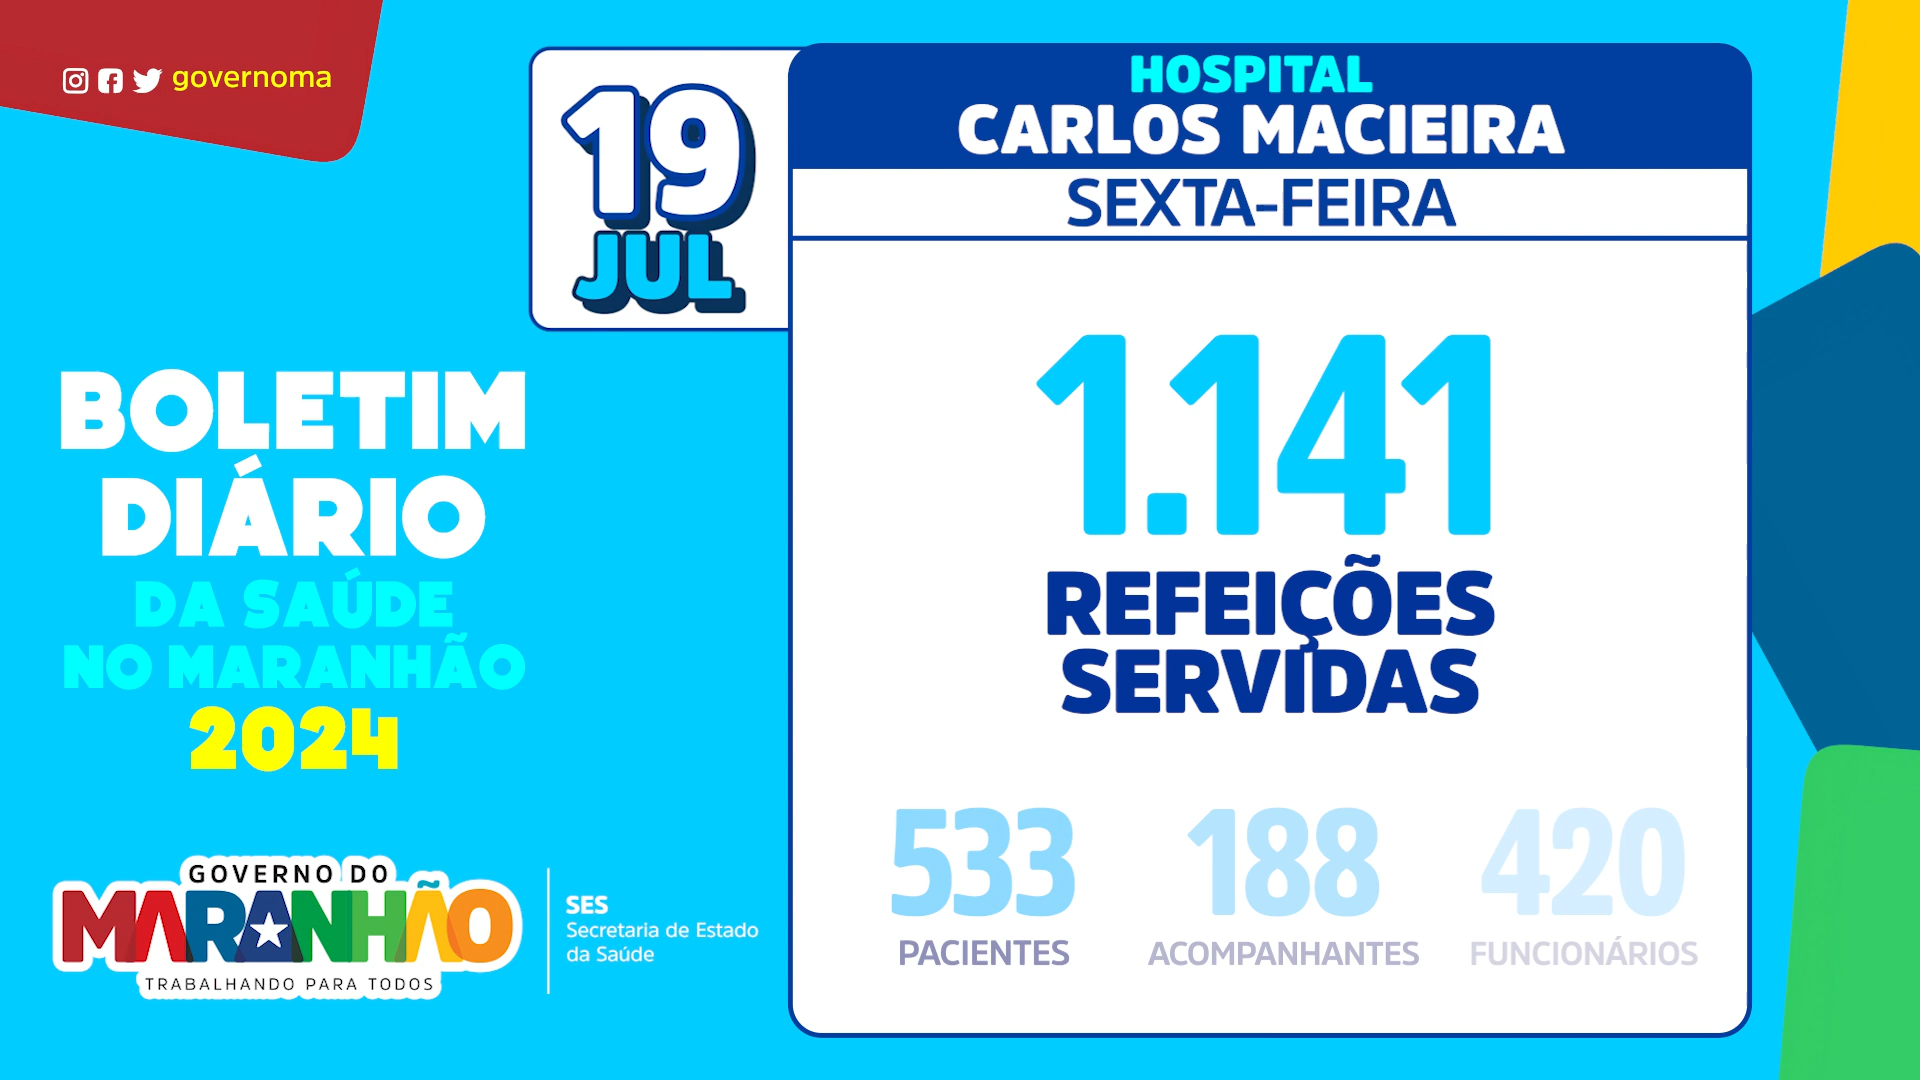 governoma
19
JUL
HOSPITAL
CARLOS MACIEIRA
SEXTA-FEIRA
BOLETIM
DIÁRIO
DA SAÚDE
NO MARANHÃO
2024
1.141
REFEIÇÕES
SERVIDAS
533
PACIENTES
188
ACOMPANHANTES
420
FUNCIONÁRIOS
GOVERNO DO
MARANHÃO
TRABALHANDO PARA TODOS
SES
Secretaria de Estado
da Saúde